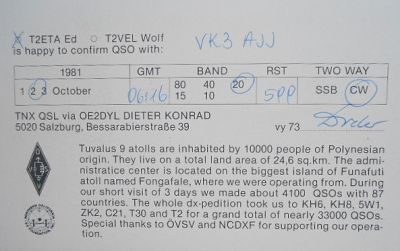 T2ETA Ed   T2VEL Wolf
is happy to confirm QSO with: VK3 AJJ
1981 GMT BAND RST TWO WAY
1 2 3 October 06:16 80 40 20 5PP SSB CW
15 10
TNX QSL via OE2DYL DIETER KONRAD
5020 Salzburg, Bessarabierstraße 39 vy 73 Dieter
Tuvalus 9 atolls are inhabited by 10000 people of Polynesian
origin. They live on a total land area of 24,6 sq.km. The admi-
nistratice center is located on the biggest island of Funafuti
atoll named Fongafale, where we were operating from. During
our short visit of 3 days we made about 4100 QSOs with 87
countries. The whole dx-pedition took us to KH6, KH8, 5W1,
ZK2, C21, T30 and T2 for a grand total of nearly 33000 QSOs.
Special thanks to ÖVSV and NCDXF for supporting our opera-
tion.